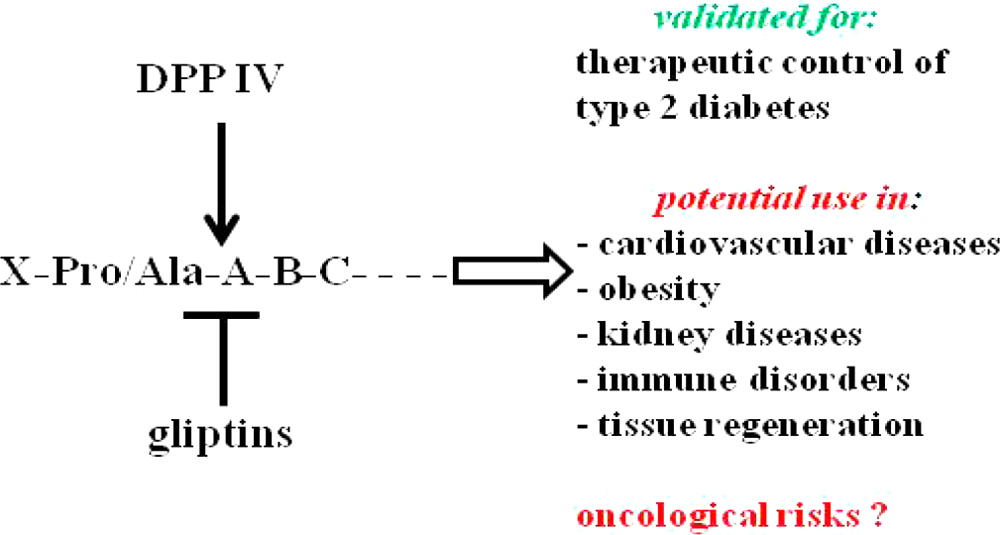 DPP IV
X-Pro/Ala-A-B-C- - - -
gliptins
validated for:
therapeutic control of
type 2 diabetes
potential use in:
- cardiovascular diseases
- obesity
- kidney diseases
- immune disorders
- tissue regeneration
oncological risks ?